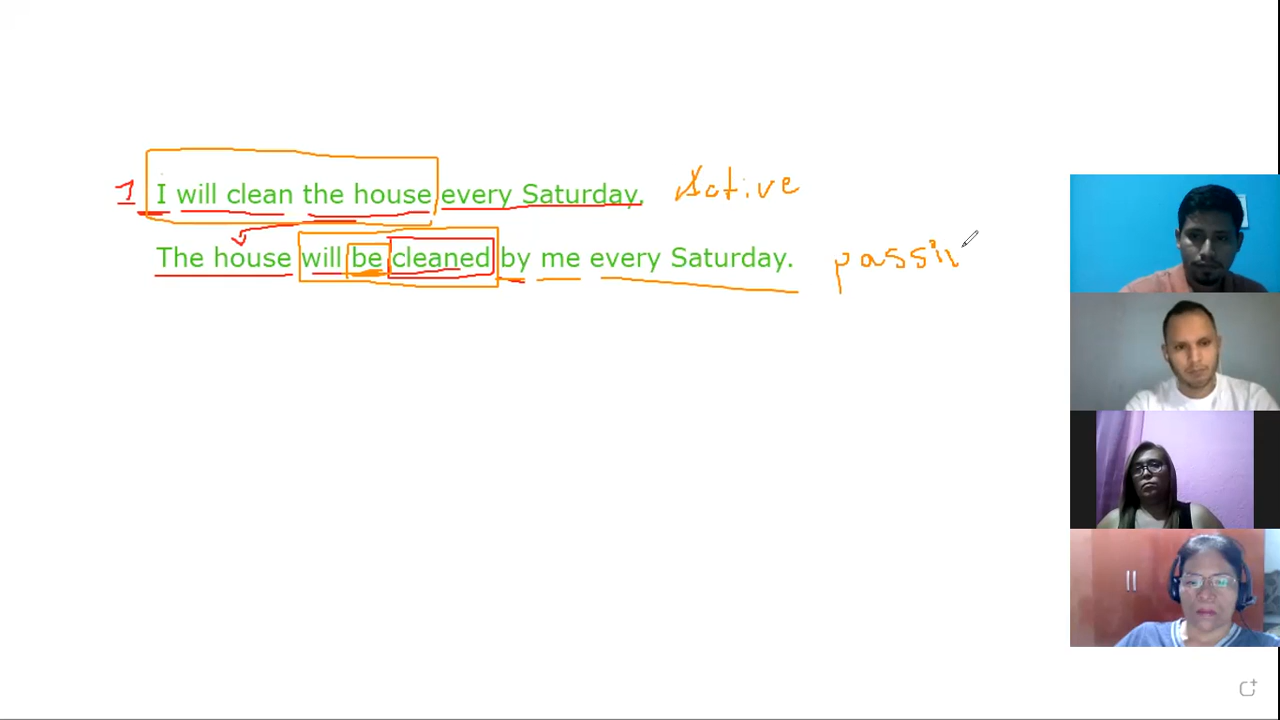 1 I will clean the house every Saturday. Active
The house will be cleaned by me every Saturday. passiv